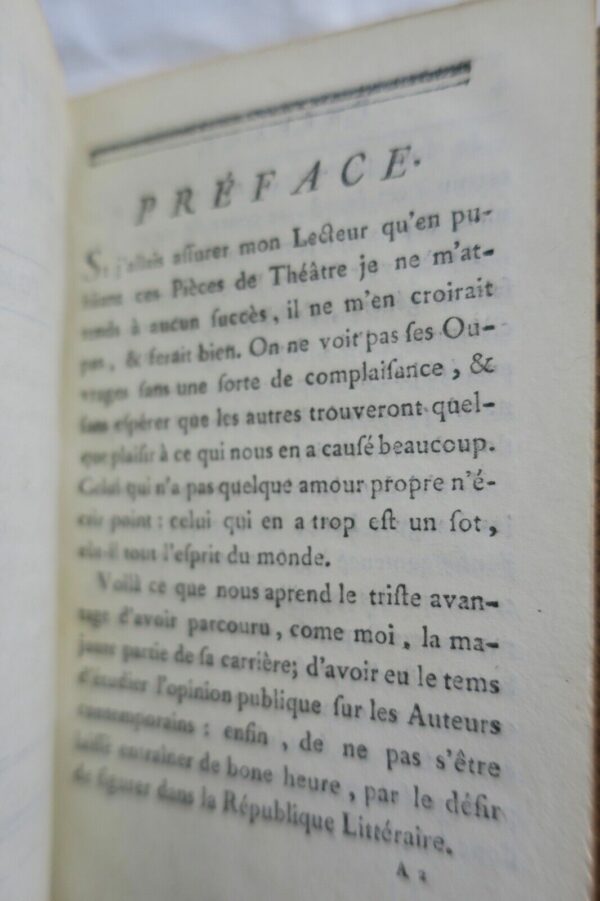 PRÉFACE.
SI j'allais assurer mon Lecteur qu'en pu-
bliant ces Pièces de Théâtre je ne m'at-
tends à aucun succès, il ne m'en croirait
pas, & serait bien. On ne voit pas ses Ou-
vrages sans une sorte de complaisance, &
sans espérer que les autres trouveront quel-
que plaisir à ce qui nous en a causé beaucoup.
Celui qui n'a pas quelque amour propre n'é-
crit point : celui qui en a trop est un sot,
eût-il tout l'esprit du monde.
Voilà ce que nous aprend le triste avan-
tage d'avoir parcouru, come moi, la ma-
jeure partie de sa carrière; d'avoir eu le tems
d'étudier l'opinion publique sur les Auteurs
contemporains : enfin, de ne pas s'être
laissé entraîner de bone heure, par le désir
de figurer dans la République Littéraire.
A 2